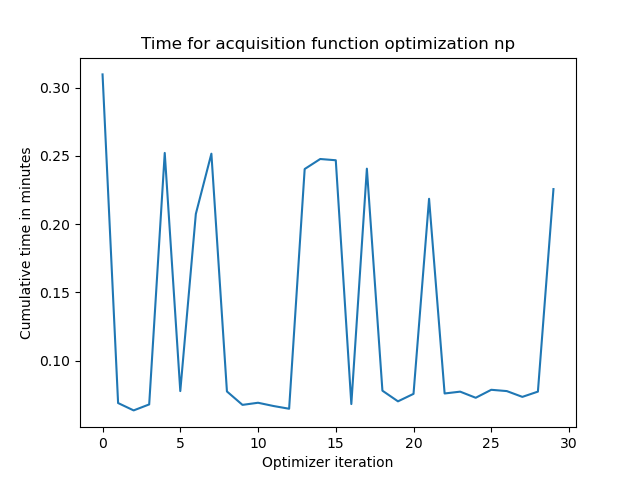 Time for acquisition function optimization np
Cumulative time in minutes
0.30
0.25
0.20
0.15
0.10
0 5 10 15 20 25 30
Optimizer iteration